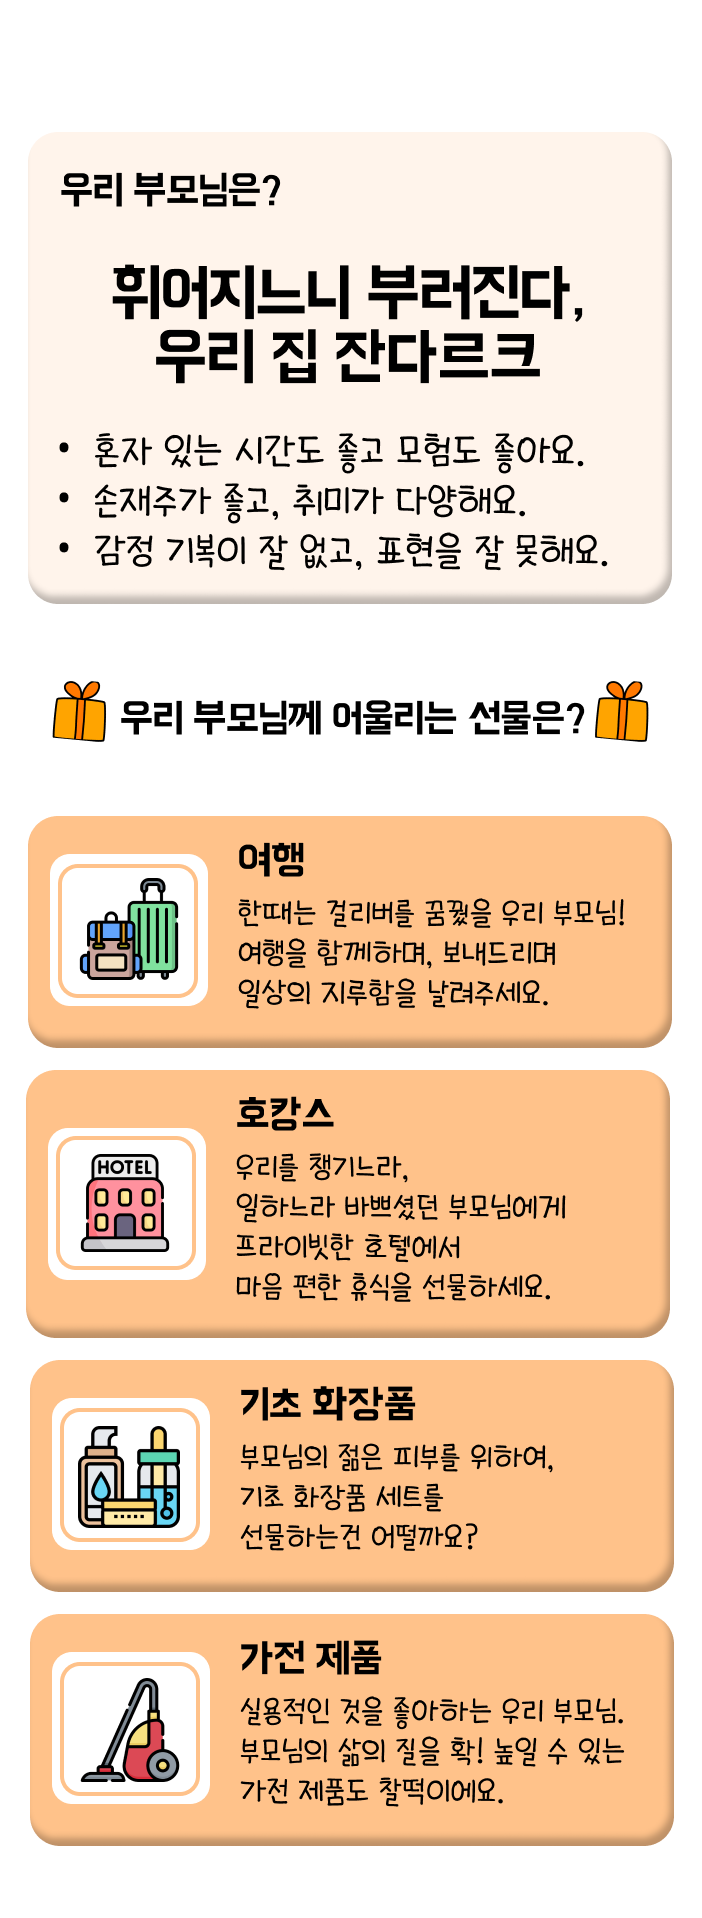 우리 부모님은?
휘어지느니 부러진다,
우리 집 잔다르크
• 혼자 있는 시간도 좋고 모험도 좋아요.
• 손재주가 좋고, 취미가 다양해요.
• 감정 기복이 잘 없고, 표현을 잘 못해요.
우리 부모님께 어울리는 선물은?
여행
한때는 걸리버를 꿈꿨을 우리 부모님!
여행을 함께하며, 보내드리며
일상의 지루함을 날려주세요.
HOTEL
호캉스
우리를 챙기느라,
일하느라 바쁘셨던 부모님에게
프라이빗한 호텔에서
마음 편한 휴식을 선물하세요.
기초 화장품
부모님의 젊은 피부를 위하여,
기초 화장품 세트를
선물하는건 어떨까요?
가전 제품
실용적인 것을 좋아하는 우리 부모님.
부모님의 삶의 질을 확! 높일 수 있는
가전 제품도 찰떡이에요.